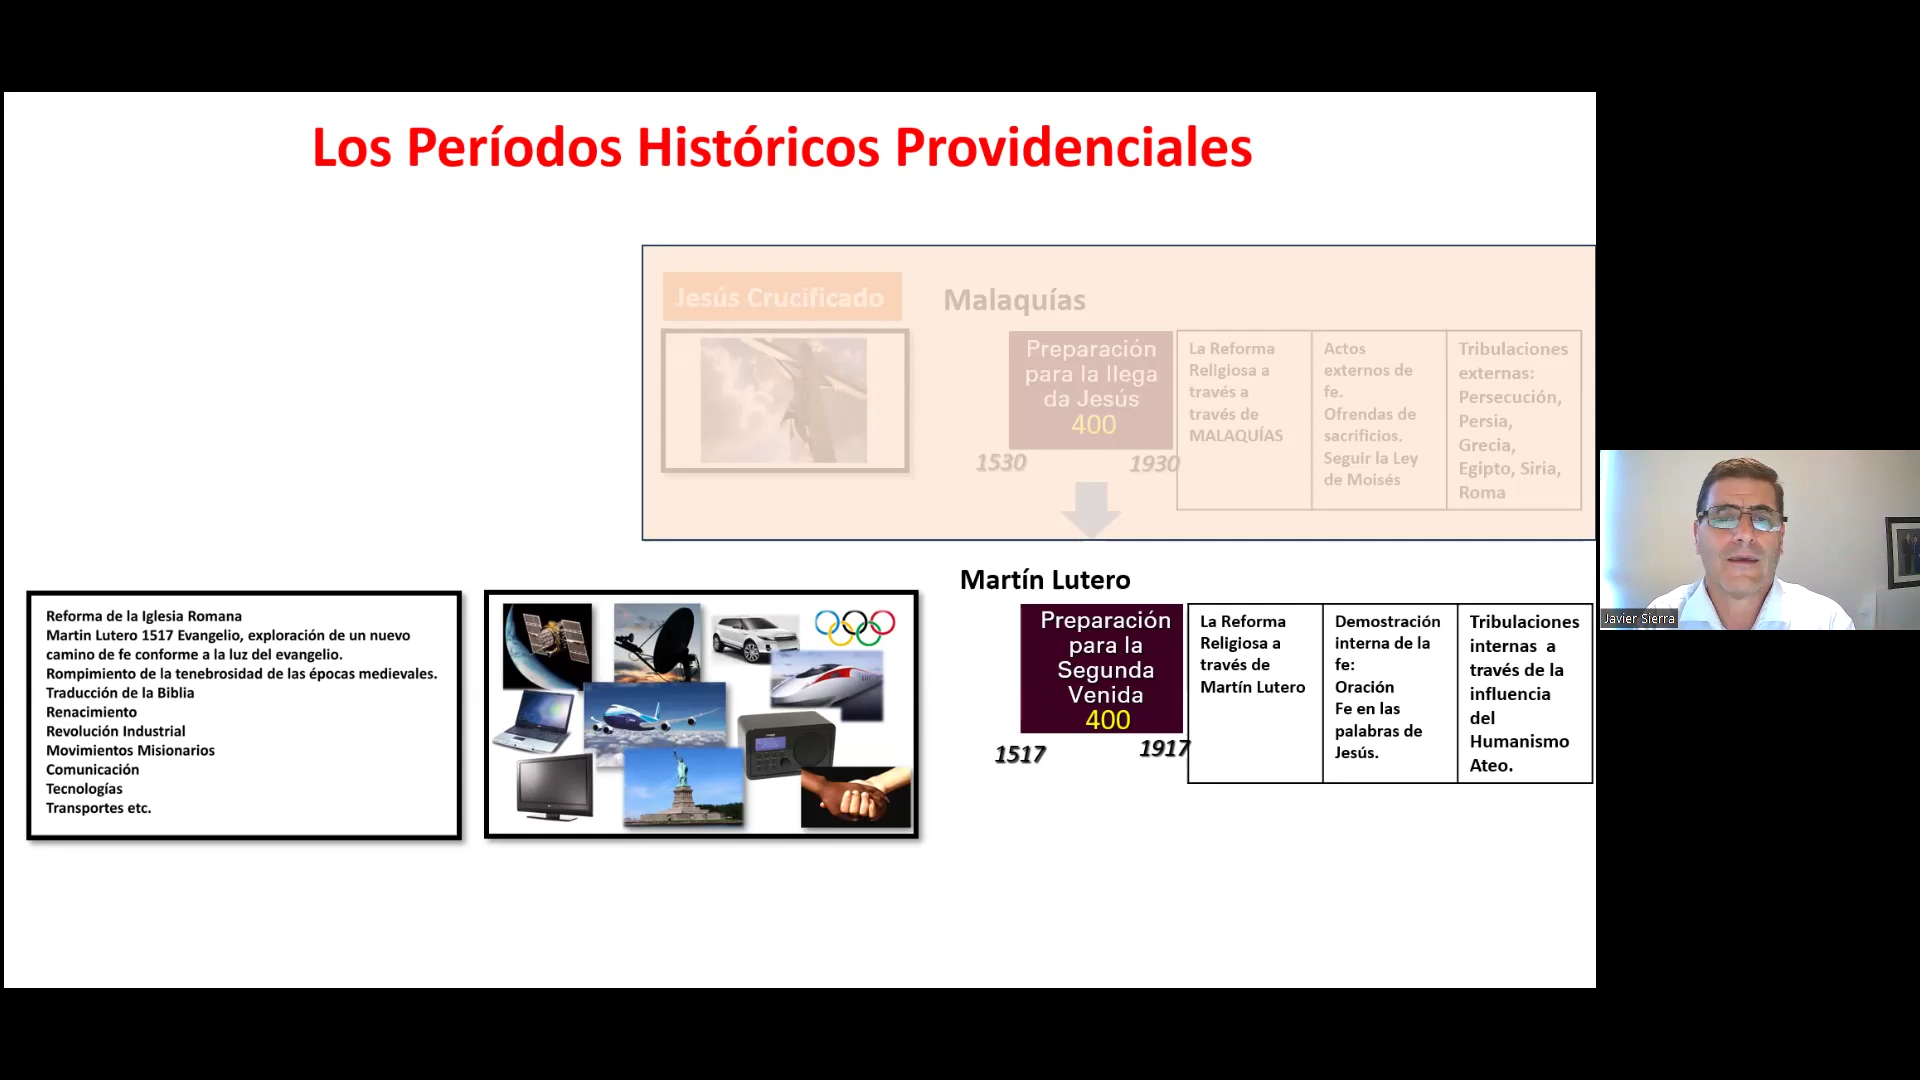 Los Períodos Históricos Providenciales
Jesús Crucificado
Malaquías
Preparación
para la llega
da Jesús
400
1530
1930
La Reforma
Religiosa a
través a
través de
MALAQUÍAS
Actos
externos de
fe.
Ofrendas de
sacrificios.
Seguir la Ley
de Moisés
Tribulaciones
externas:
Persecución,
Persia,
Grecia,
Egipto, Siria,
Roma
Martín Lutero
Preparación
para la
Segunda
Venida
400
1517
1917
La Reforma
Religiosa a
través de
Martín Lutero
Demostración
interna de la
fe:
Oración
Fe en las
palabras de
Jesús.
Tribulaciones
internas a
través de la
influencia
del
Humanismo
Ateo.
Reforma de la Iglesia Romana
Martin Lutero 1517 Evangelio, exploración de un nuevo
camino de fe conforme a la luz del evangelio.
Rompimiento de la tenebrosidad de las épocas medievales.
Traducción de la Biblia
Renacimiento
Revolución Industrial
Movimientos Misionarios
Comunicación
Tecnologías
Transportes etc.
Javier Sierra